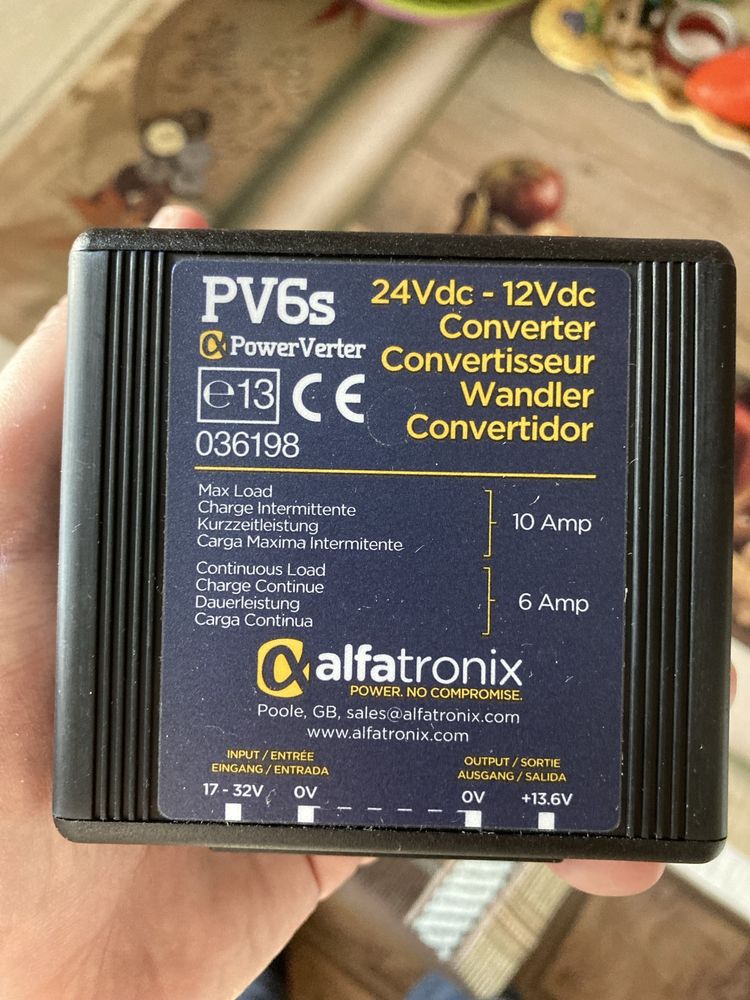 PV6s
PowerVerter
e13 CE
036198
24Vdc - 12Vdc
Converter
Convertisseur
Wandler
Convertidor
Max Load
Charge Intermittente
Kurzzeitleistung
Carga Maxima Intermitente
10 Amp
Continuous Load
Charge Continue
Dauerleistung
Carga Continua
6 Amp
alfatronix
POWER. NO COMPROMISE.
Poole, GB, sales@alfatronix.com
www.alfatronix.com
INPUT / ENTRÉE
EINGANG / ENTRADA
OUTPUT / SORTIE
AUSGANG / SALIDA
17 - 32V 0V 0V +13.6V